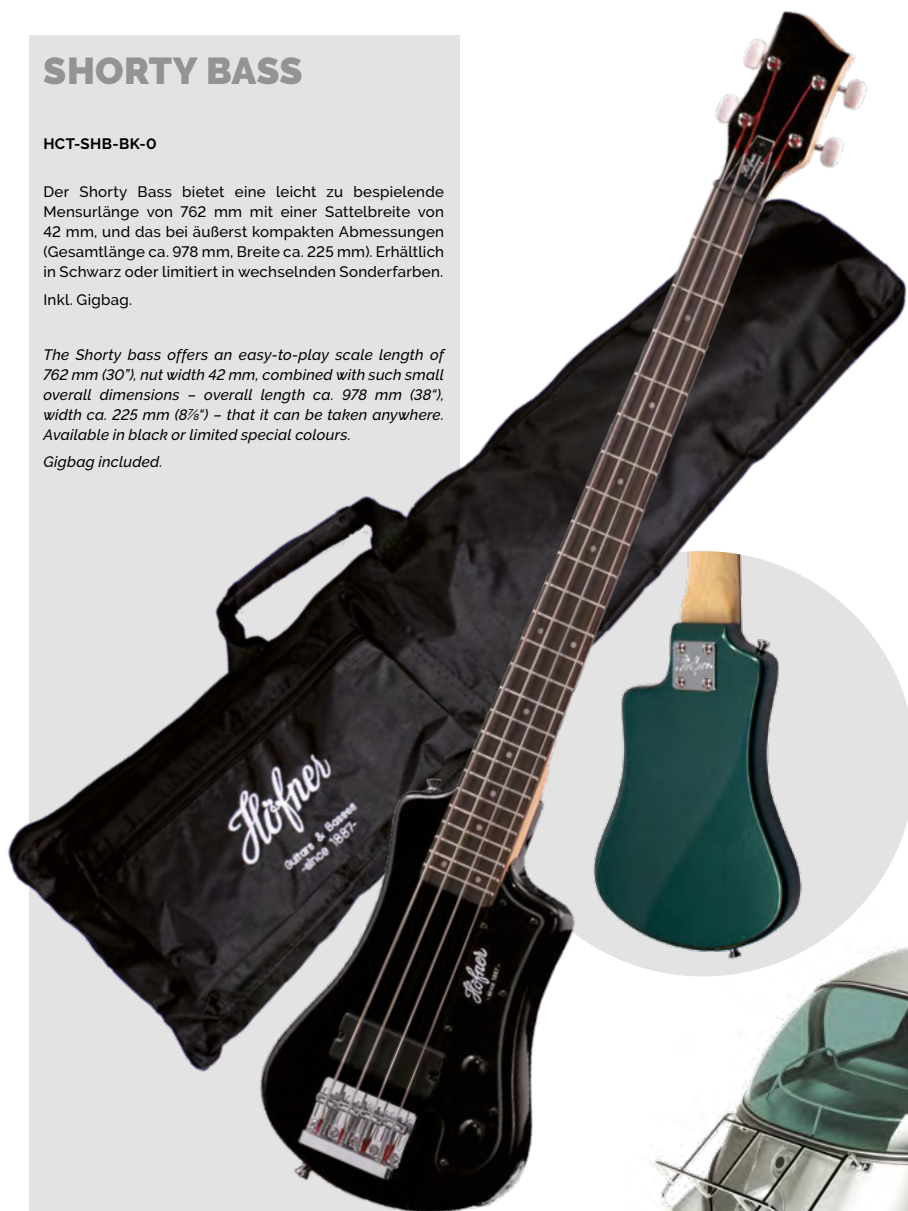 SHORTY BASS
HCT-SHB-BK-0
Der Shorty Bass bietet eine leicht zu bespielende
Mensurlänge von 762 mm mit einer Sattelbreite von
42 mm, und das bei äußerst kompakten Abmessungen
(Gesamtlänge ca. 978 mm, Breite ca. 225 mm). Erhältlich
in Schwarz oder limitiert in wechselnden Sonderfarben.
Inkl. Gigbag.
The Shorty bass offers an easy-to-play scale length of
762 mm (30”), nut width 42 mm, combined with such small
overall dimensions – overall length ca. 978 mm (38“),
width ca. 225 mm (8⅞“) – that it can be taken anywhere.
Available in black or limited special colours.
Gigbag included.
Höfner
Guitars & Basses
-since 1887-
Höfner
- since 1887 -
Höfner
Höfner